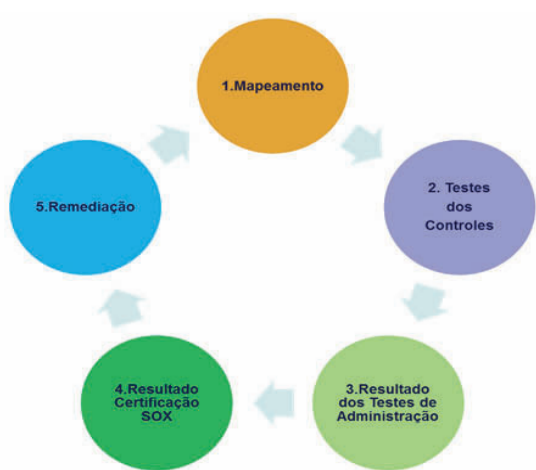 1.Mapeamento
2. Testes
dos
Controles
3.Resultado
dos Testes de
Administração
4.Resultado
Certificação
SOX
5.Remediação